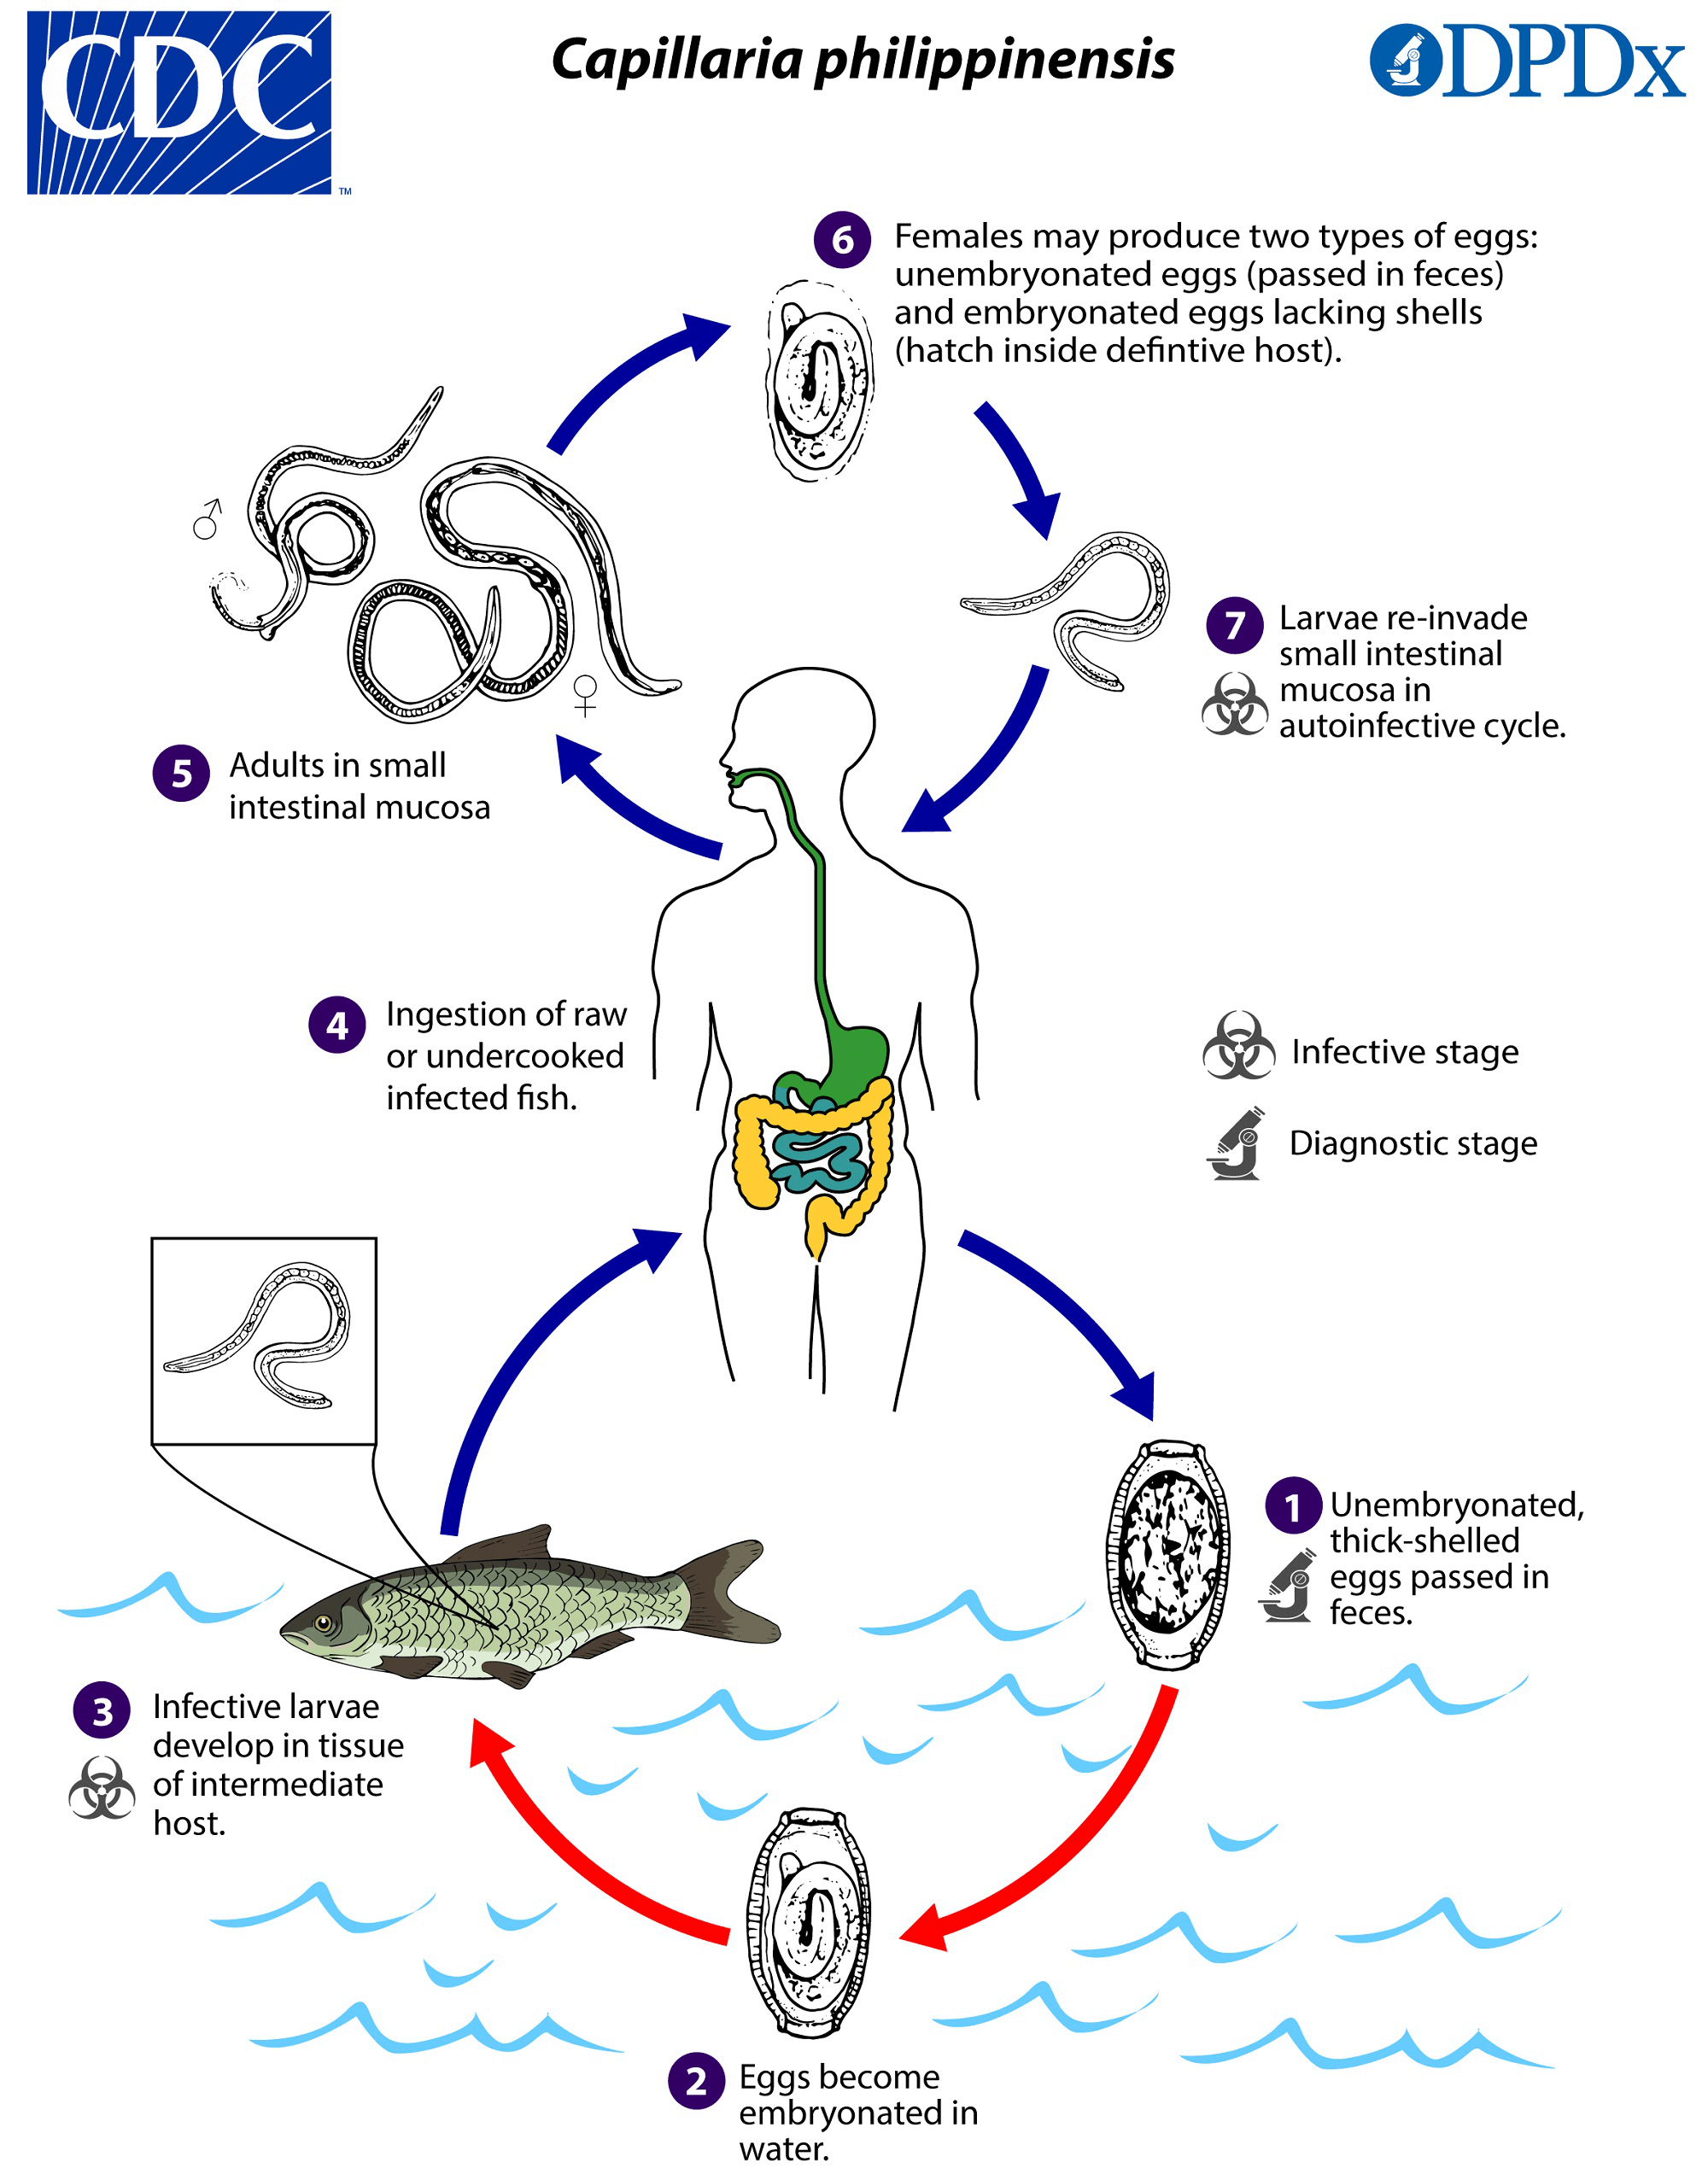 CDC
TM
Capillaria philippinensis
DPDx
6
Females may produce two types of eggs:
unembryonated eggs (passed in feces)
and embryonated eggs lacking shells
(hatch inside defintive host).
7
Larvae re-invade
small intestinal
mucosa in
autoinfective cycle.
5
Adults in small
intestinal mucosa
4
Ingestion of raw
or undercooked
infected fish.
Infective stage
Diagnostic stage
1
Unembryonated,
thick-shelled
eggs passed in
feces.
3
Infective larvae
develop in tissue
of intermediate
host.
2
Eggs become
embryonated in
water.